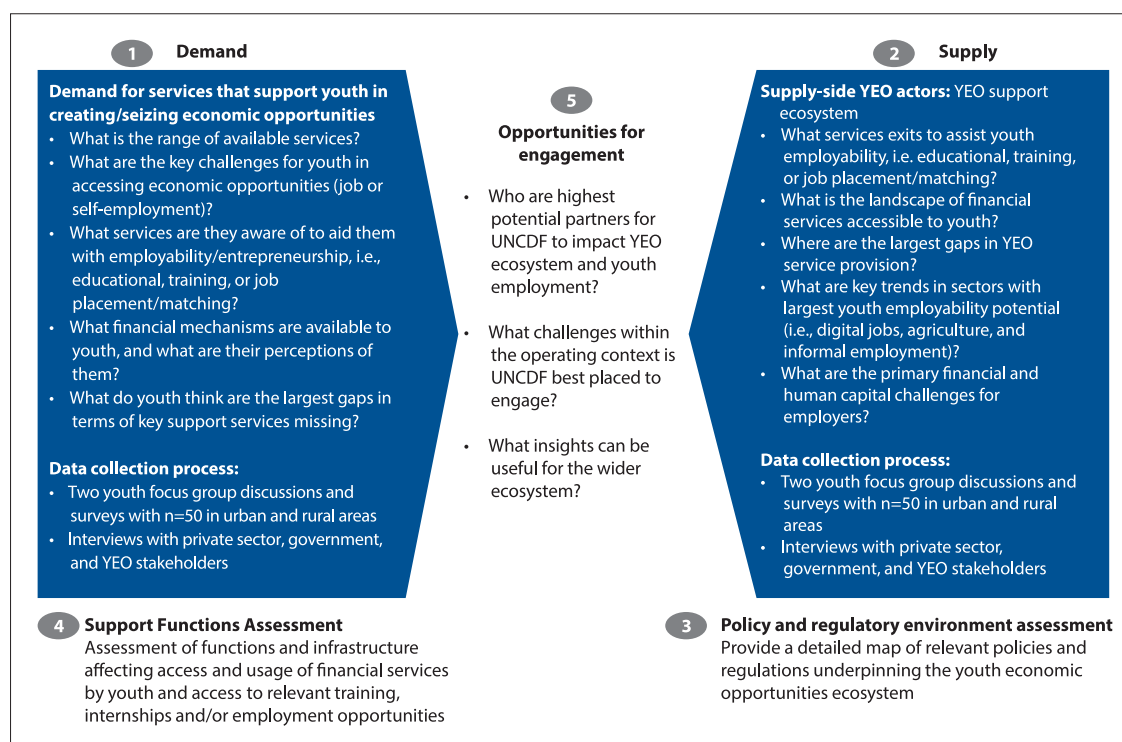 1 Demand
Demand for services that support youth in
creating/seizing economic opportunities
• What is the range of available services?
• What are the key challenges for youth in
accessing economic opportunities (job or
self-employment)?
• What services are they aware of to aid them
with employability/entrepreneurship, i.e.,
educational, training, or job
placement/matching?
• What financial mechanisms are available to
youth, and what are their perceptions of
them?
• What do youth think are the largest gaps in
terms of key support services missing?
Data collection process:
• Two youth focus group discussions and
surveys with n=50 in urban and rural areas
• Interviews with private sector, government,
and YEO stakeholders
5
Opportunities for
engagement
• Who are highest
potential partners for
UNCDF to impact YEO
ecosystem and youth
employment?
• What challenges within
the operating context is
UNCDF best placed to
engage?
• What insights can be
useful for the wider
ecosystem?
2 Supply
Supply-side YEO actors: YEO support
ecosystem
• What services exits to assist youth
employability, i.e. educational, training,
or job placement/matching?
• What is the landscape of financial
services accessible to youth?
• Where are the largest gaps in YEO
service provision?
• What are key trends in sectors with
largest youth employability potential
(i.e., digital jobs, agriculture, and
informal employment)?
• What are the primary financial and
human capital challenges for
employers?
Data collection process:
• Two youth focus group discussions and
surveys with n=50 in urban and rural
areas
• Interviews with private sector,
government, and YEO stakeholders
4 Support Functions Assessment
Assessment of functions and infrastructure
affecting access and usage of financial services
by youth and access to relevant training,
internships and/or employment opportunities
3 Policy and regulatory environment assessment
Provide a detailed map of relevant policies and
regulations underpinning the youth economic
opportunities ecosystem